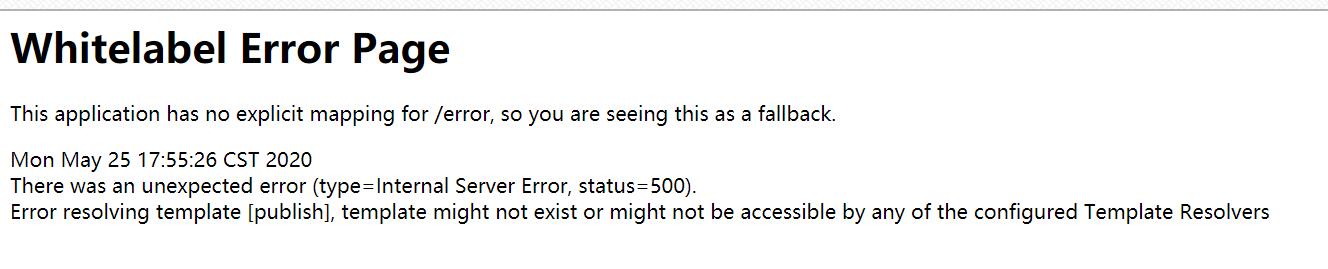 Whitelabel Error Page
This application has no explicit mapping for /error, so you are seeing this as a fallback.
Mon May 25 17:55:26 CST 2020
There was an unexpected error (type=Internal Server Error, status=500).
Error resolving template [publish], template might not exist or might not be accessible by any of the configured Template Resolvers